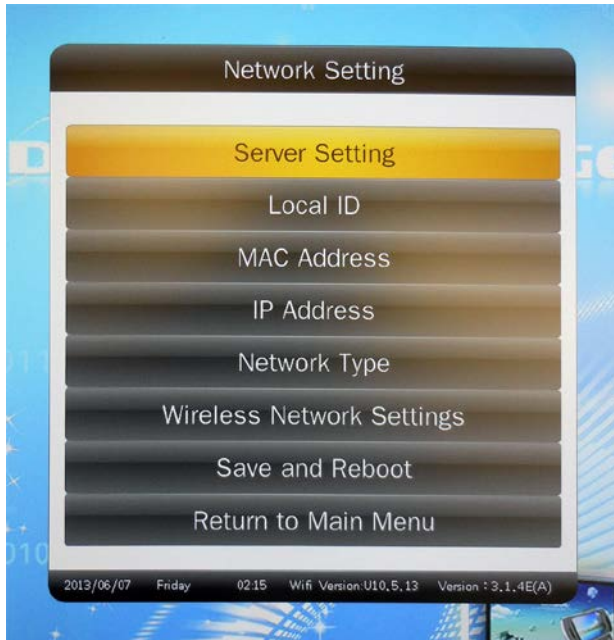 Network Setting
Server Setting
Local ID
MAC Address
IP Address
Network Type
Wireless Network Settings
Save and Reboot
Return to Main Menu
2013/06/07 Friday 02:15 Wifi Version:U10.5.13 Version : 3.1.4E(A)